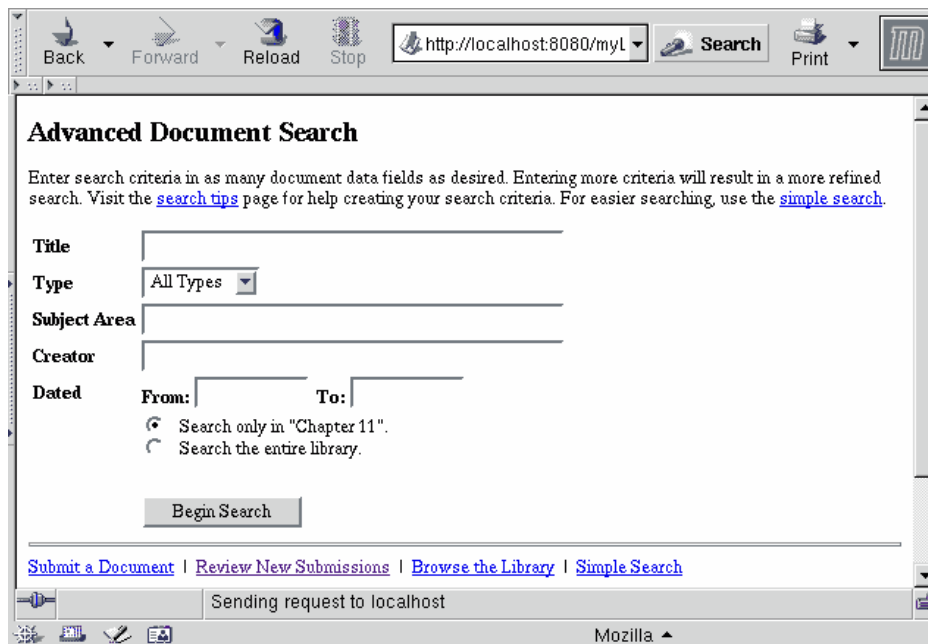 Back Forward Reload Stop http://localhost:8080/myL Search Print
Advanced Document Search
Enter search criteria in as many document data fields as desired. Entering more criteria will result in a more refined
search. Visit the search tips page for help creating your search criteria. For easier searching, use the simple search.
Title
Type All Types
Subject Area
Creator
Dated From: To:
Search only in "Chapter 11".
Search the entire library.
Begin Search
Submit a Document | Review New Submissions | Browse the Library | Simple Search
Sending request to localhost
Mozilla